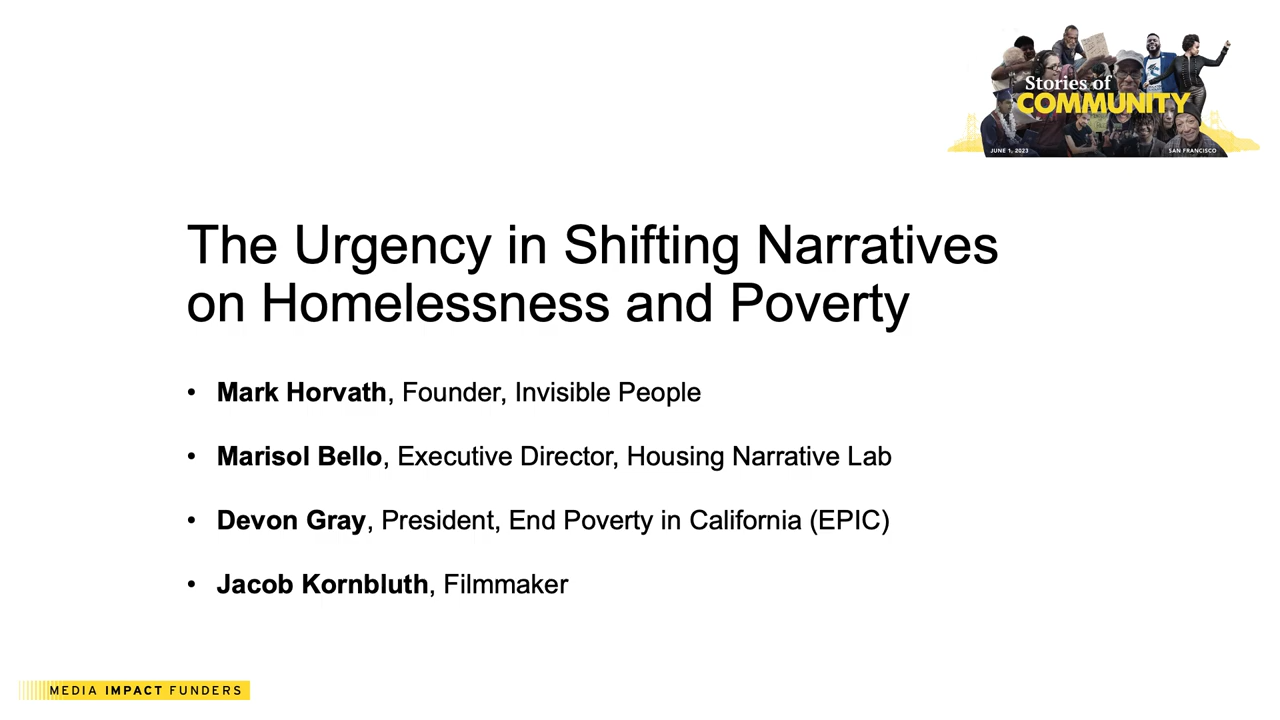 Stories of
COMMUNITY
JUNE 1, 2023
SAN FRANCISCO
The Urgency in Shifting Narratives
on Homelessness and Poverty
• Mark Horvath, Founder, Invisible People
• Marisol Bello, Executive Director, Housing Narrative Lab
• Devon Gray, President, End Poverty in California (EPIC)
• Jacob Kornbluth, Filmmaker
MEDIA IMPACT FUNDERS